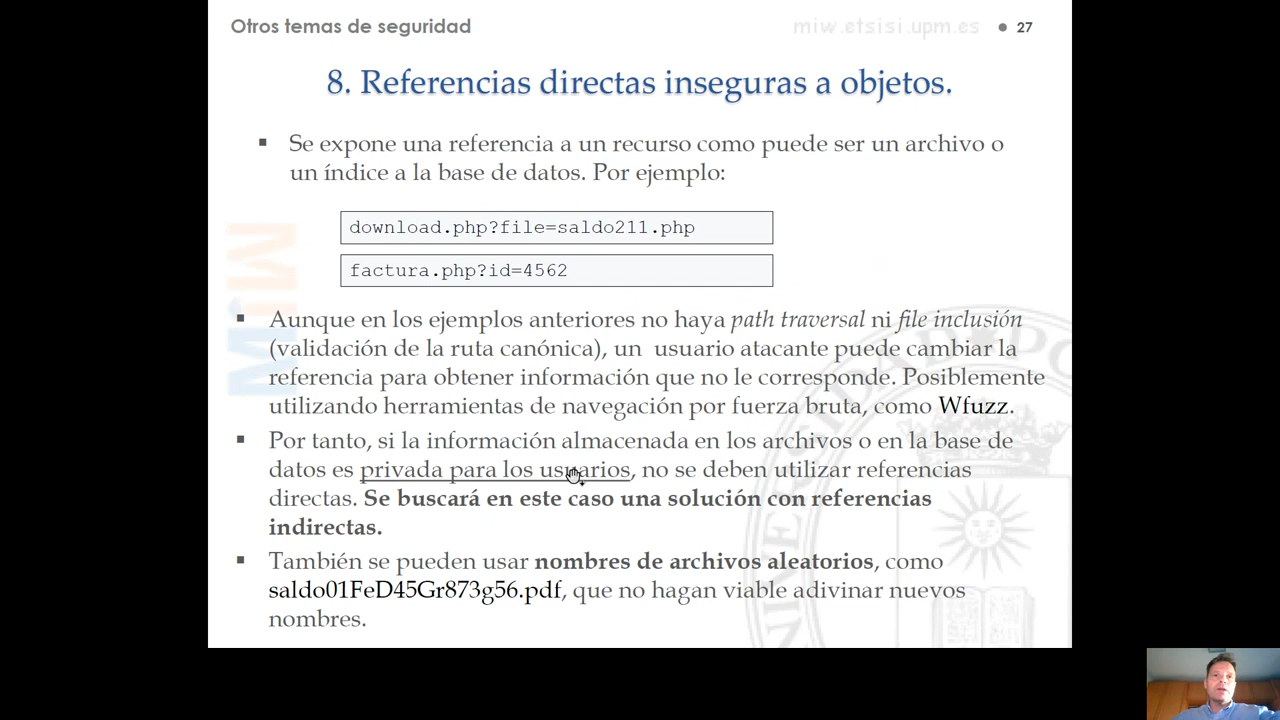 Otros temas de seguridad
miw.etsisi.upm.es
27
8. Referencias directas inseguras a objetos.
Se expone una referencia a un recurso como puede ser un archivo o
un índice a la base de datos. Por ejemplo:
download.php?file=saldo211.php
factura.php?id=4562
Aunque en los ejemplos anteriores no haya path traversal ni file inclusión
(validación de la ruta canónica), un usuario atacante puede cambiar la
referencia para obtener información que no le corresponde. Posiblemente
utilizando herramientas de navegación por fuerza bruta, como Wfuzz.
Por tanto, si la información almacenada en los archivos o en la base de
datos es privada para los usuarios, no se deben utilizar referencias
directas. Se buscará en este caso una solución con referencias
indirectas.
También se pueden usar nombres de archivos aleatorios, como
saldo01FeD45Gr873g56.pdf, que no hagan viable adivinar nuevos
nombres.